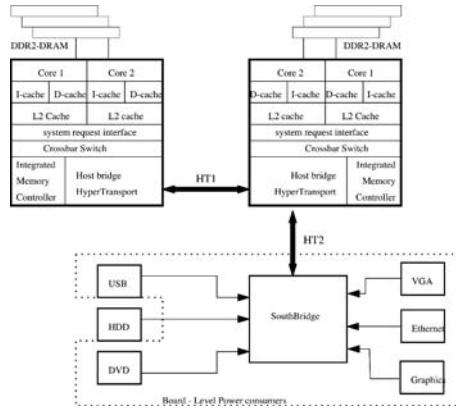 DDR2-DRAM
Core 1 Core 2
I-cache D-cache I-cache D-cache
L2 Cache L2 cache
system request interface
Crossbar Switch
Integrated
Memory
Controller
Host bridge
HyperTransport
HT1
DDR2-DRAM
Core 2 Core 1
D-cache I-cache D-cache I-cache
L2 cache L2 Cache
system request interface
Crossbar Switch
Host bridge
HyperTransport
Integrated
Memory
Controller
HT2
USB
HDD
DVD
SouthBridge
VGA
Ethernet
Graphics
Board - Level Power consumers